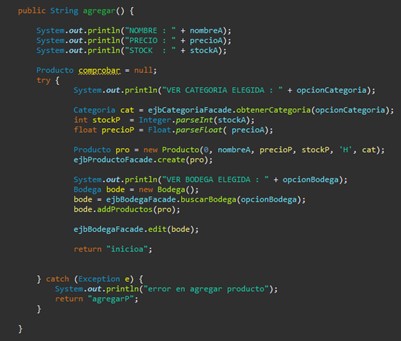 public String agregar() {
System.out.println("NOMBRE : " + nombreA);
System.out.println("PRECIO : " + precioA);
System.out.println("STOCK  : " + stockA);
Producto comprobar = null;
try {
System.out.println("VER CATEGORIA ELEGIDA : " + opcionCategoria);
Categoria cat = ejbCategoriaFacade.obtenerCategoria(opcionCategoria);
int stockP  = Integer.parseInt(stockA);
float precioP = Float.parseFloat( precioA);
Producto pro = new Producto(0, nombreA, precioP, stockP, 'H', cat);
ejbProductoFacade.create(pro);
System.out.println("VER BODEGA ELEGIDA : " + opcionBodega);
Bodega bode = new Bodega();
bode = ejbBodegaFacade.buscarBodega(opcionBodega);
bode.addProductos(pro);
ejbBodegaFacade.edit(bode);
return "inicioa";
} catch (Exception e) {
System.out.println("error en agregar producto");
return "agregarP";
}
}